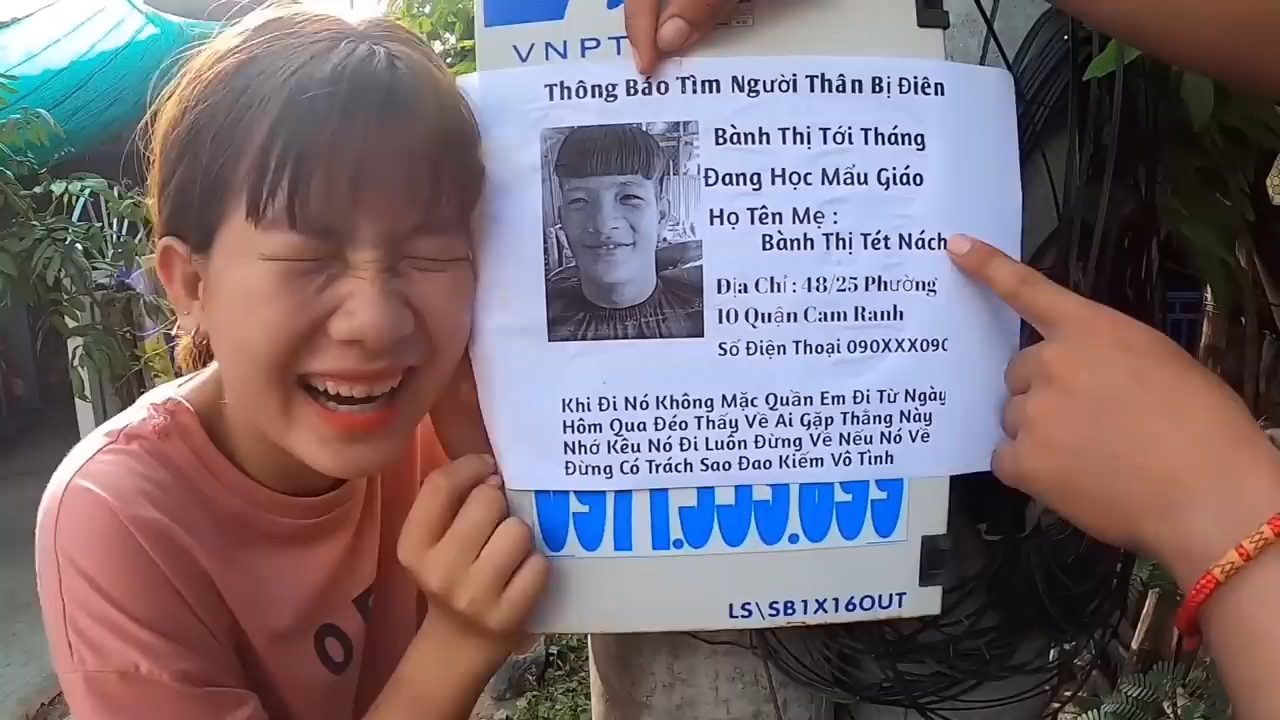 VNPT
Thông Báo Tìm Người Thân Bị Điên
Bành Thị Tới Tháng
Đang Học Mẩu Giáo
Họ Tên Mẹ :
Bành Thị Tét Nách
Địa Chỉ : 48/25 Phường
10 Quận Cam Ranh
Số Điện Thoại 090XXX090
Khi Đi Nó Không Mặc Quần Em Đi Từ Ngày
Hôm Qua Đéo Thấy Về Ai Gặp Thằng Này
Nhớ Kêu Nó Đi Luôn Đừng Về Nếu Nó Về
Đừng Có Trách Sao Đao Kiếm Vô Tình
LS\SB1X16OUT